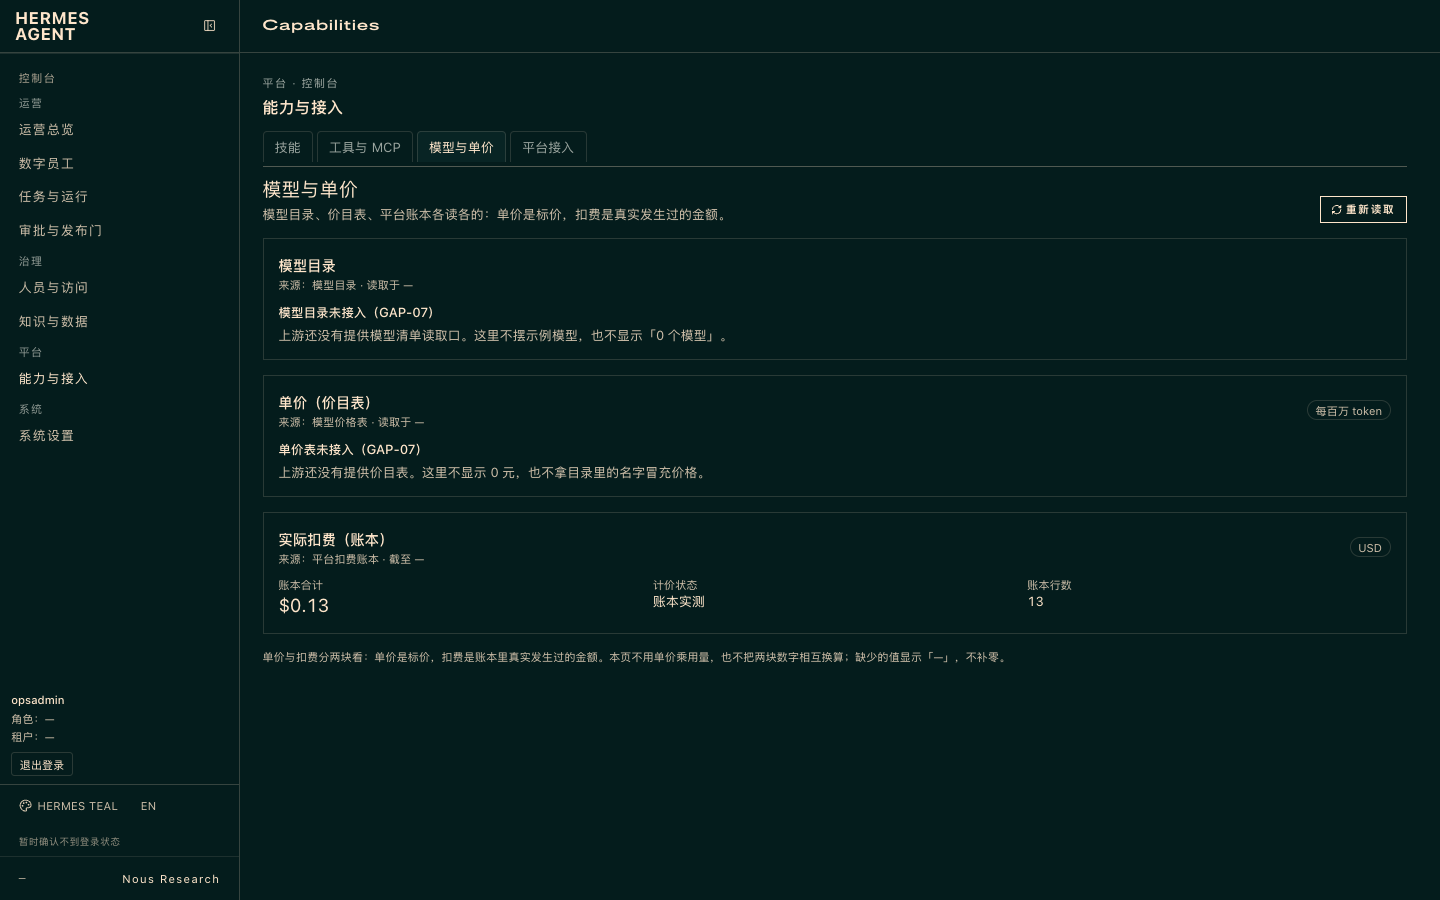 HERMES
AGENT
控制台
运营
运营总览
数字员工
任务与运行
审批与发布门
治理
人员与访问
知识与数据
平台
能力与接入
系统
系统设置
opsadmin
角色：—
租户：—
退出登录
HERMES TEAL EN
暂时确认不到登录状态
— Nous Research
Capabilities
平台 · 控制台
能力与接入
技能 工具与 MCP 模型与单价 平台接入
模型与单价
模型目录、价目表、平台账本各读各的：单价是标价，扣费是真实发生过的金额。
重新读取
模型目录
来源：模型目录 · 读取于 —
模型目录未接入（GAP-07）
上游还没有提供模型清单读取口。这里不摆示例模型，也不显示「0 个模型」。
单价（价目表）
每百万 token
来源：模型价格表 · 读取于 —
单价表未接入（GAP-07）
上游还没有提供价目表。这里不显示 0 元，也不拿目录里的名字冒充价格。
实际扣费（账本）
USD
来源：平台扣费账本 · 截至 —
账本合计 计价状态 账本行数
$0.13 账本实测 13
单价与扣费分两块看：单价是标价，扣费是账本里真实发生过的金额。本页不用单价乘用量，也不把两块数字相互换算；缺少的值显示「—」，不补零。